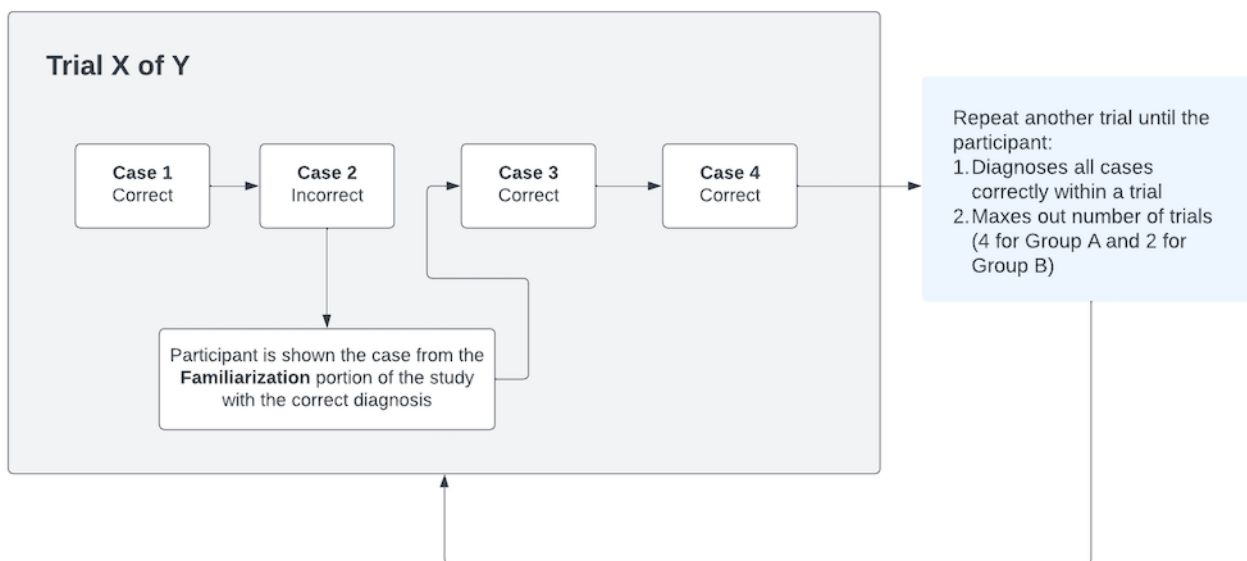 Trial X of Y
Case 1
Correct
Case 2
Incorrect
Case 3
Correct
Case 4
Correct
Participant is shown the case from the
Familiarization portion of the study
with the correct diagnosis
Repeat another trial until the
participant:
1. Diagnoses all cases
correctly within a trial
2. Maxes out number of trials
(4 for Group A and 2 for
Group B)